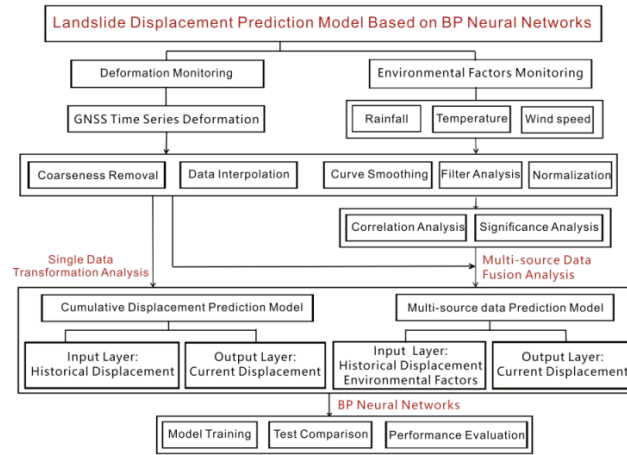 Landslide Displacement Prediction Model Based on BP Neural Networks
Deformation Monitoring
Environmental Factors Monitoring
GNSS Time Series Deformation
Rainfall
Temperature
Wind speed
Coarseness Removal
Data Interpolation
Curve Smoothing
Filter Analysis
Normalization
Correlation Analysis
Significance Analysis
Single Data
Transformation Analysis
Multi-source Data
Fusion Analysis
Cumulative Displacement Prediction Model
Multi-source data Prediction Model
Input Layer:
Historical Displacement
Output Layer:
Current Displacement
Input Layer:
Historical Displacement
Environmental Factors
Output Layer:
Current Displacement
BP Neural Networks
Model Training
Test Comparison
Performance Evaluation